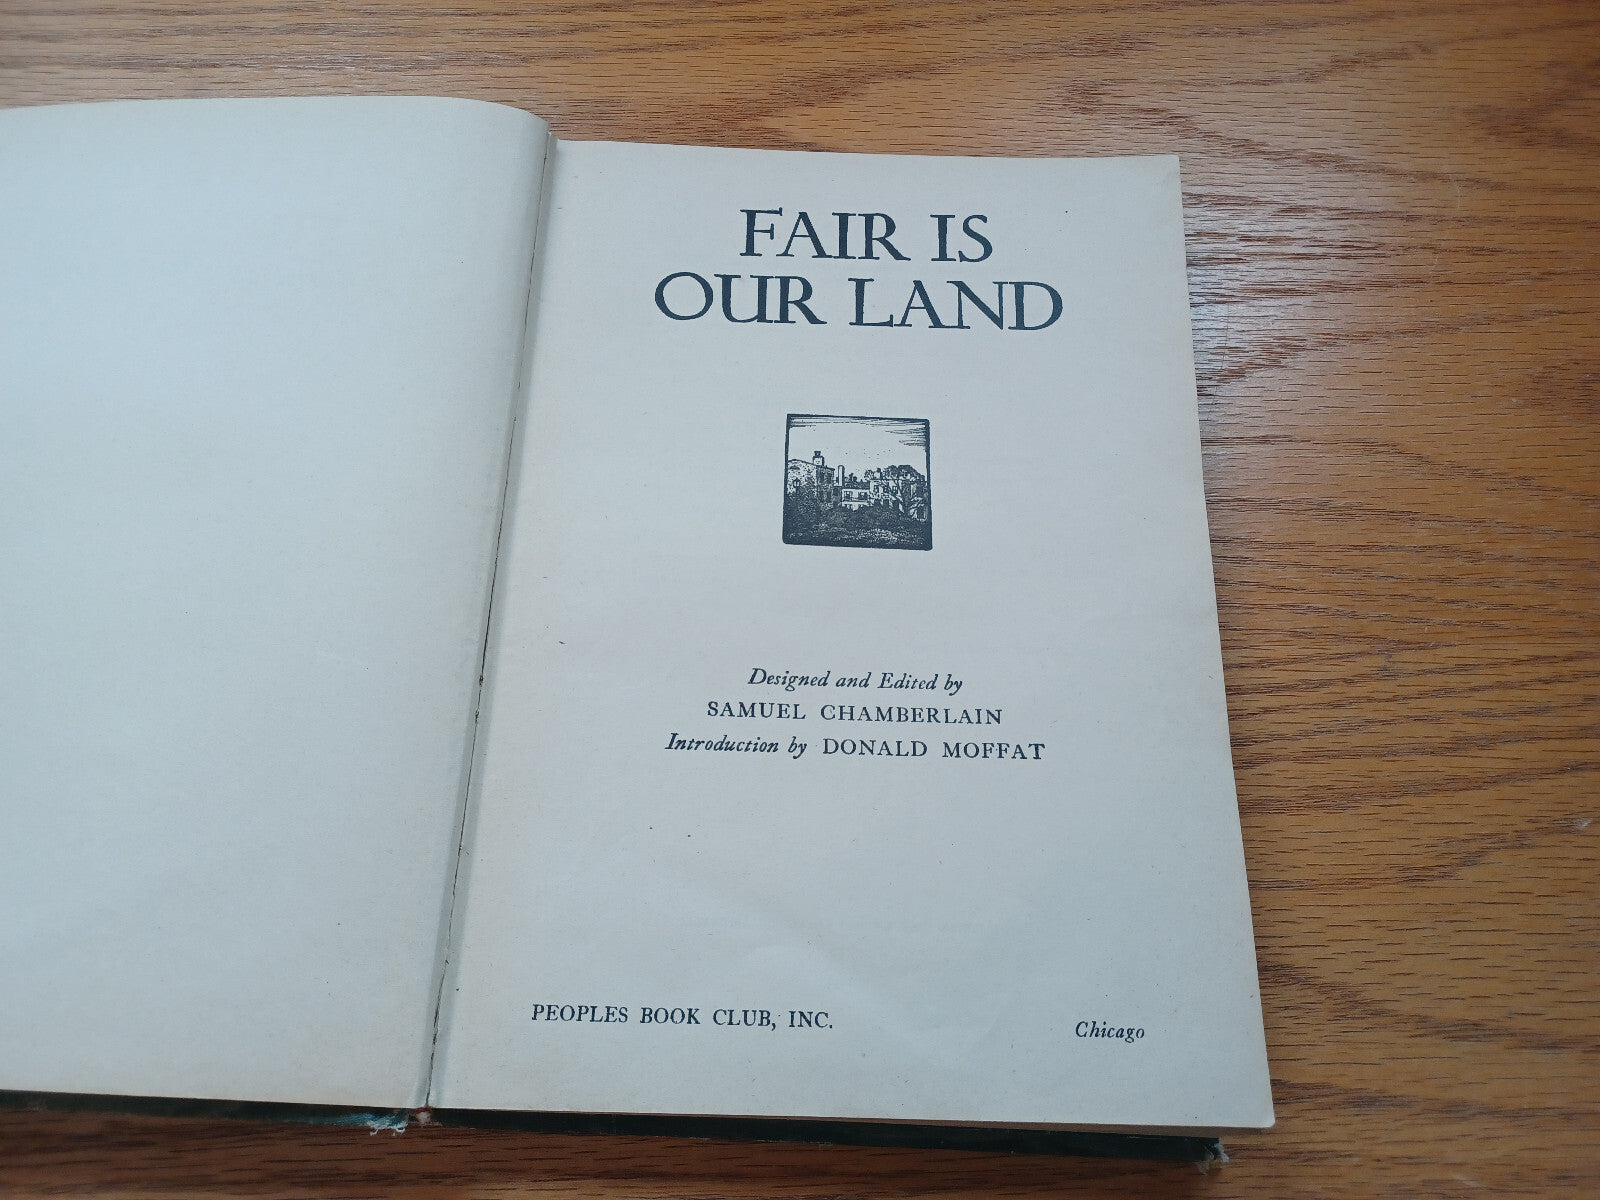 FAIR IS
OUR LAND
Designed and Edited by
SAMUEL CHAMBERLAIN
Introduction by DONALD MOFFAT
PEOPLES BOOK CLUB, INC.
Chicago